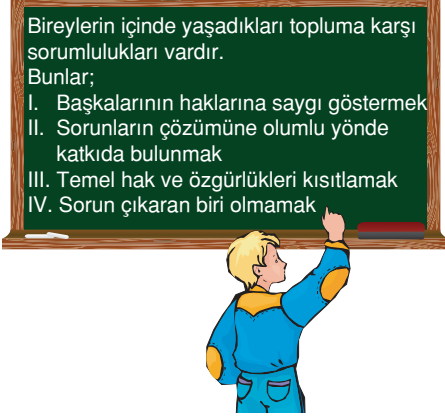 Bireylerin içinde yaşadıkları topluma karşı
sorumlulukları vardır.
Bunlar;
I. Başkalarının haklarına saygı göstermek
II. Sorunların çözümüne olumlu yönde
katkıda bulunmak
III. Temel hak ve özgürlükleri kısıtlamak
IV. Sorun çıkaran biri olmamak